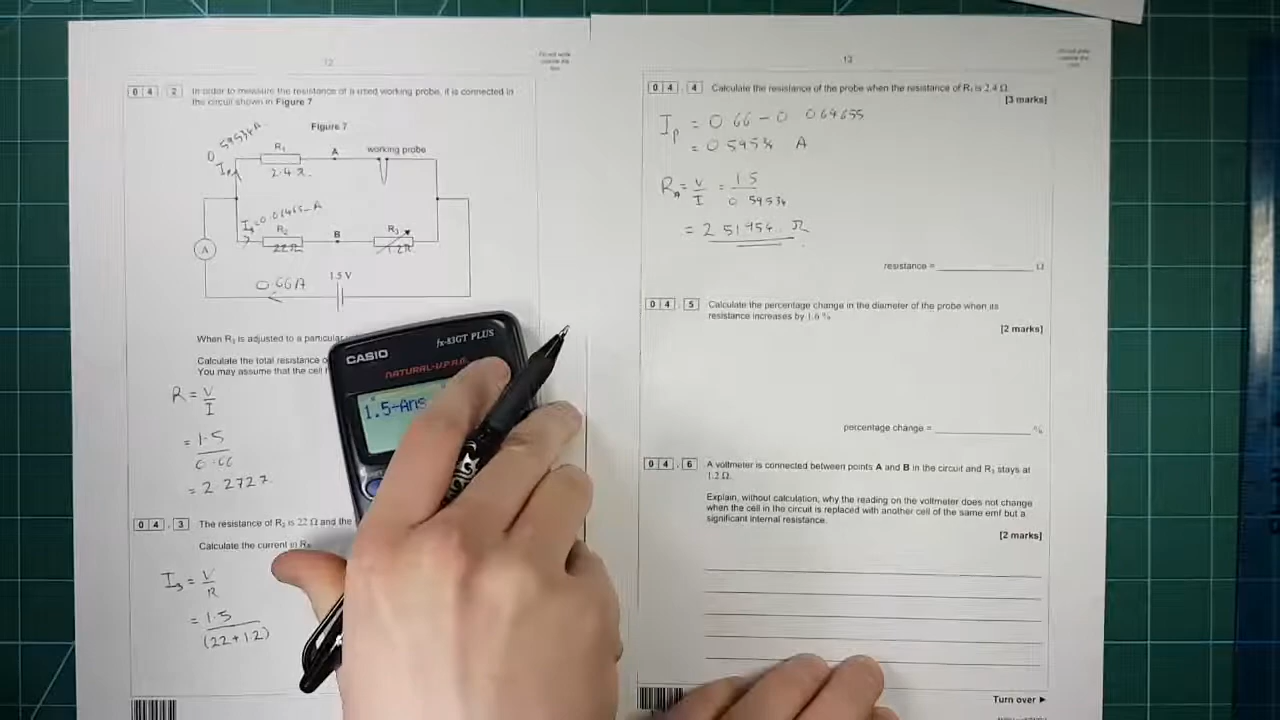 12
0 4 2 In order to measure the resistance of a used working probe, it is connected in
the circuit shown in Figure 7
Figure 7
R1
A
working probe
2.4 Ω
R2
B
R3
22Ω
1.2Ω
A
0.66A
1.5 V
When R3 is adjusted to a particular
Calculate the total resistance
You may assume that the cell
R = V/I
= 1.5/0.66
= 2.2727
0 4 3 The resistance of R2 is 22 Ω and the
Calculate the current in R
I3 = V/R
= 1.5/(22+1.2)
CASIO
fx-83GT PLUS
NATURAL-V.P.A.M.
1.5-Ans
13
0 4 4 Calculate the resistance of the probe when the resistance of R1 is 2.4 Ω.
[3 marks]
Ip = 0.66 - 0.064655
= 0.59534 A
= V/I = 1.5/0.59534
= 2.51954 Ω
resistance = Ω
0 4 5 Calculate the percentage change in the diameter of the probe when its
resistance increases by 1.6 %.
[2 marks]
percentage change = %
0 4 6 A voltmeter is connected between points A and B in the circuit and R3 stays at
1.2 Ω.
Explain, without calculation, why the reading on the voltmeter does not change
when the cell in the circuit is replaced with another cell of the same emf but a
significant internal resistance.
[2 marks]
Turn over ►